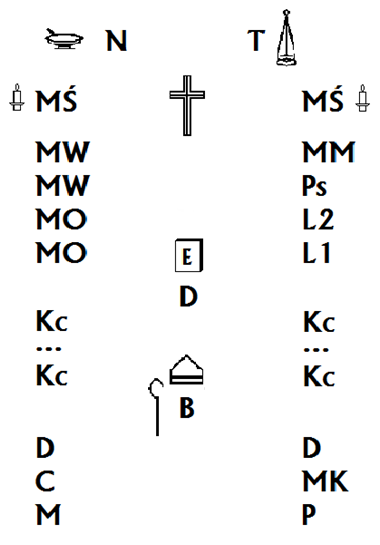 N T
MŚ MŚ
MW MM
MW Ps
MO L2
MO L1
E
D
Kc Kc
... ...
Kc Kc
B
D D
C MK
M P